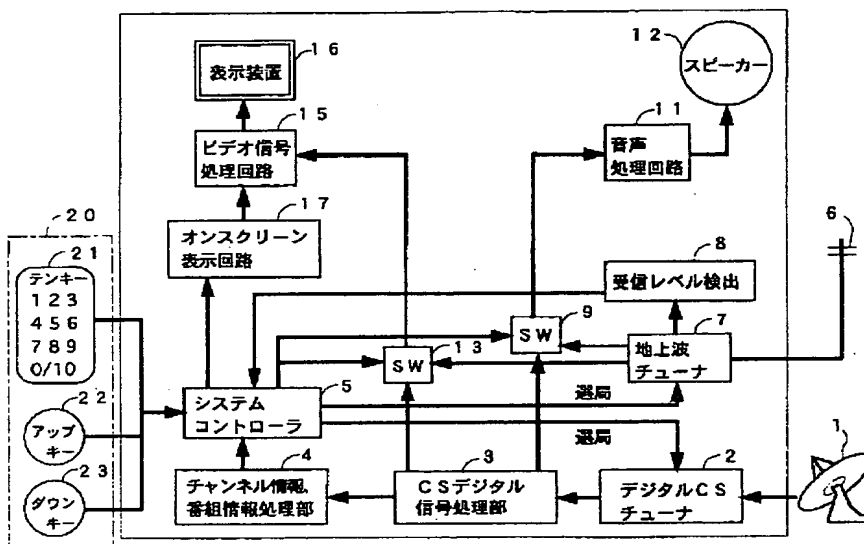 16
表示装置
15
ビデオ信号
処理回路
17
オンスクリーン
表示回路
12
スピーカー
11
音声
処理回路
6
8
受信レベル検出
9
SW
13
SW
7
地上波
チューナ
20
21
テンキー
1 2 3
4 5 6
7 8 9
0/10
22
アップ
キー
23
ダウン
キー
5
システム
コントローラ
選局
選局
4
チャンネル情報、
番組情報処理部
3
CSデジタル
信号処理部
2
デジタルCS
チューナ
1